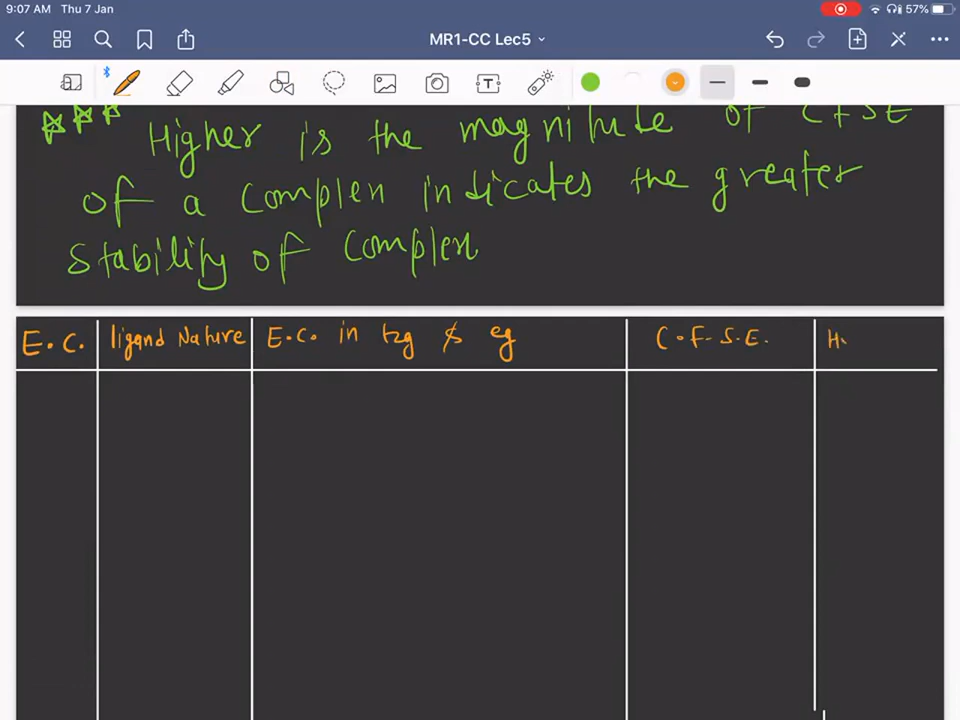 9:07 AM Thu 7 Jan
57%
MR1-CC Lec5
Higher is the magnitude of CFSE
of a complex indicates the greater
stability of complex
E.C. ligand Nature E.C. in t2g & eg C.F.S.E. H